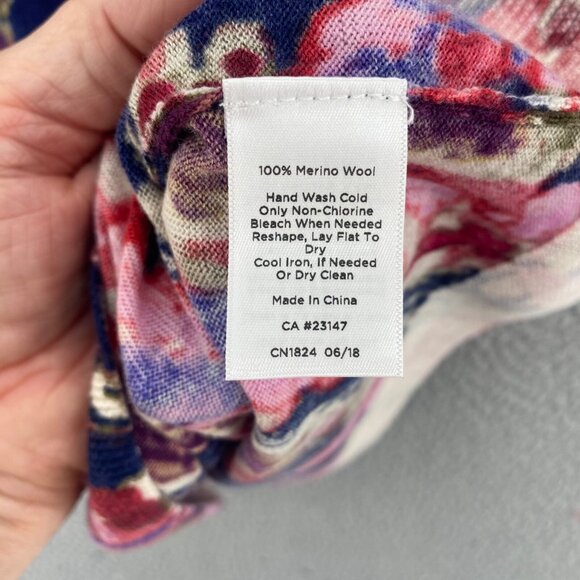 100% Merino Wool
Hand Wash Cold
Only Non-Chlorine
Bleach When Needed
Reshape, Lay Flat To
Dry
Cool Iron, If Needed
Or Dry Clean
Made In China
CA #23147
CN1824 06/18